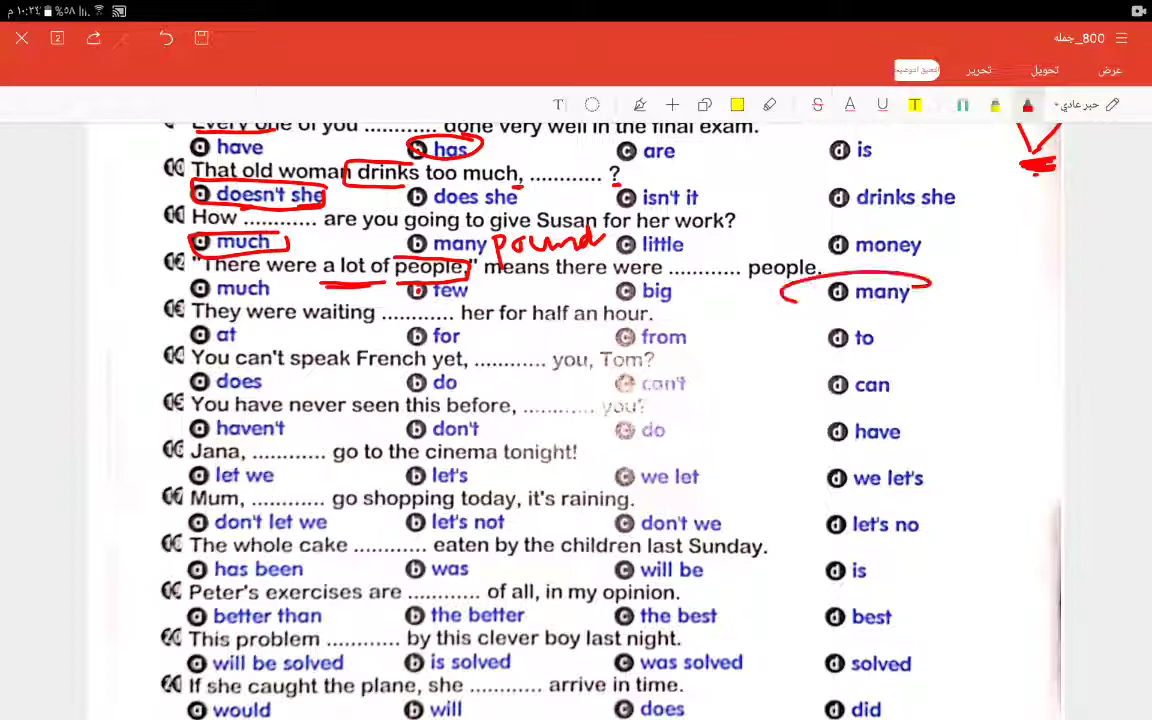 م ١٠:٢٤ %٥٨
800_جمله
عرض تحويل تحرير
حبر عادي
Every one of you ............ done very well in the final exam.
a have b has c are d is
That old woman drinks too much, ............ ?
a doesn't she b does she c isn't it d drinks she
How ............ are you going to give Susan for her work?
a much b many pound c little d money
"There were a lot of people," means there were ............ people.
a much b few c big d many
They were waiting ............ her for half an hour.
a at b for c from d to
You can't speak French yet, ............ you, Tom?
a does b do c can't d can
You have never seen this before, ............ you?
a haven't b don't c do d have
Jana, ............ go to the cinema tonight!
a let we b let's c we let d we let's
Mum, ............ go shopping today, it's raining.
a don't let we b let's not c don't we d let's no
The whole cake ............ eaten by the children last Sunday.
a has been b was c will be d is
Peter's exercises are ............ of all, in my opinion.
a better than b the better c the best d best
This problem ............ by this clever boy last night.
a will be solved b is solved c was solved d solved
If she caught the plane, she ............ arrive in time.
a would b will c does d did